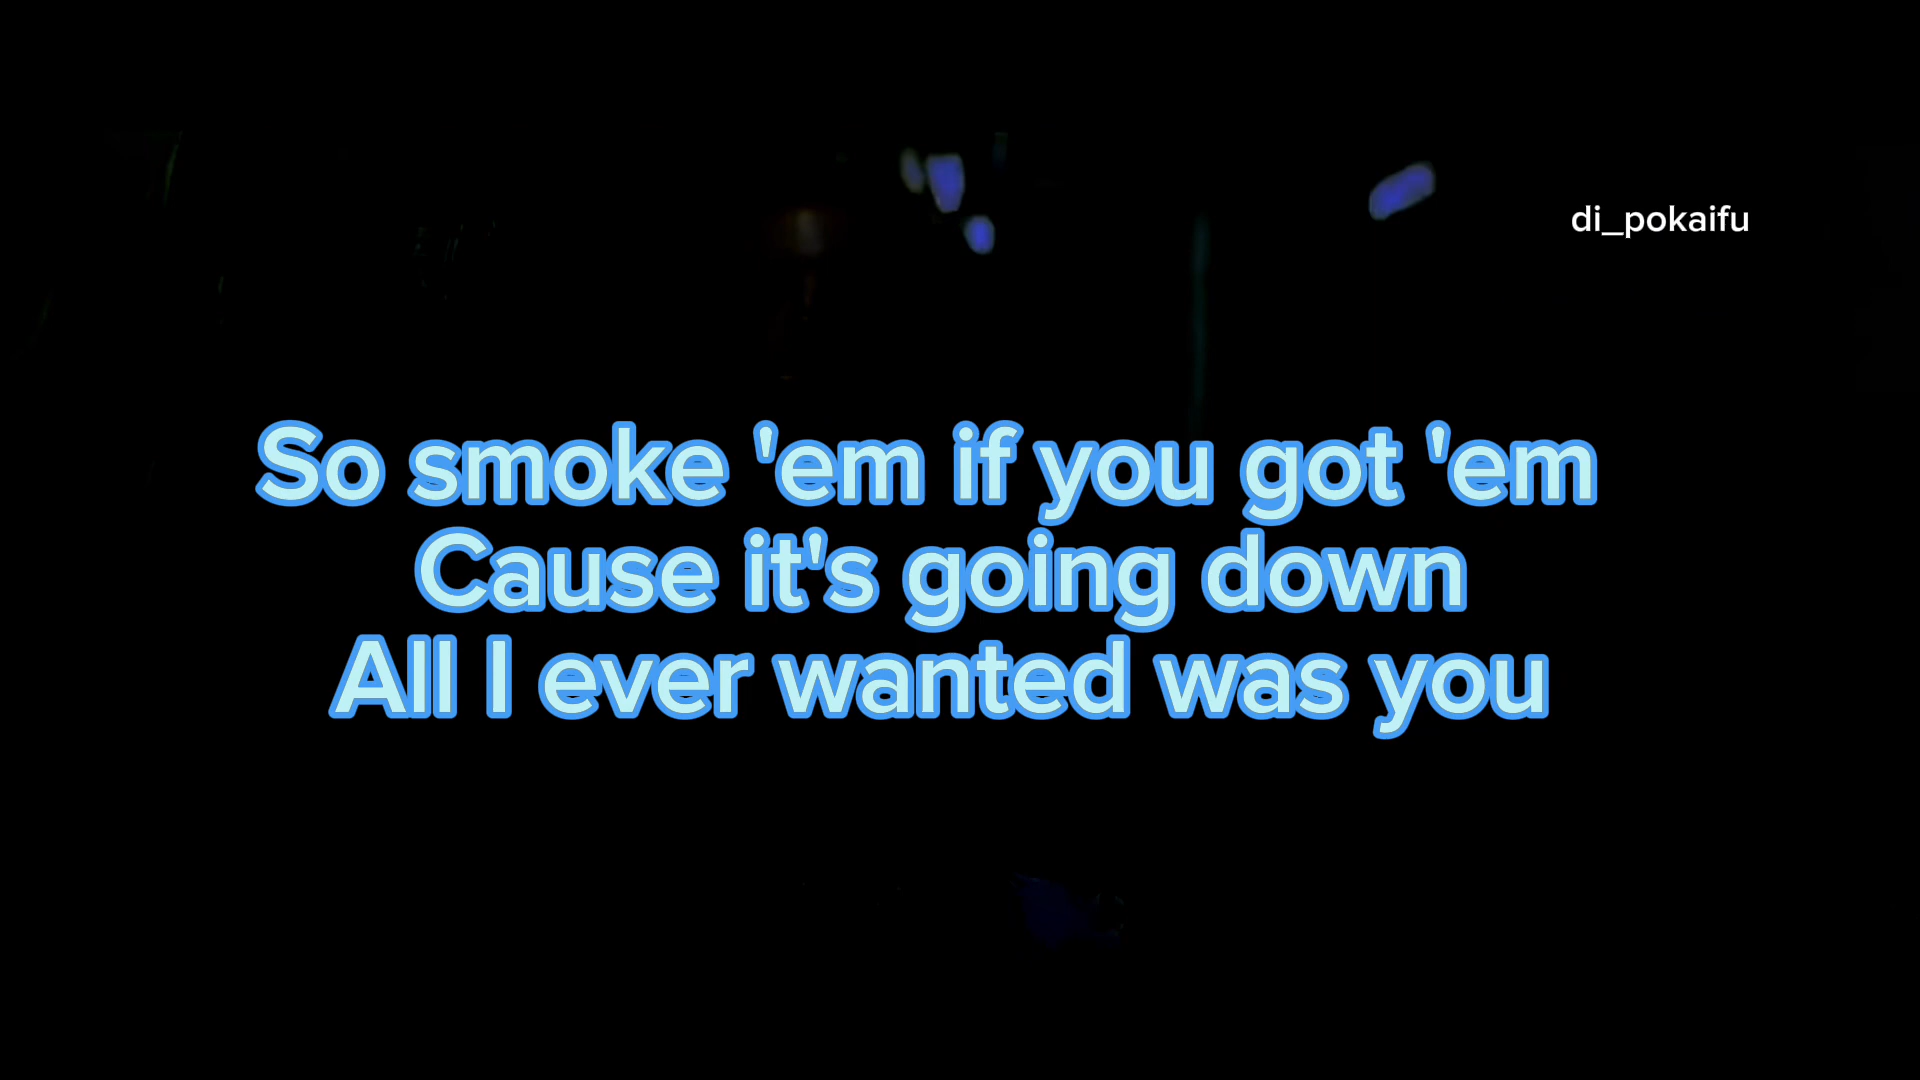 di_pokaifu
So smoke 'em if you got 'em
Cause it's going down
All I ever wanted was you